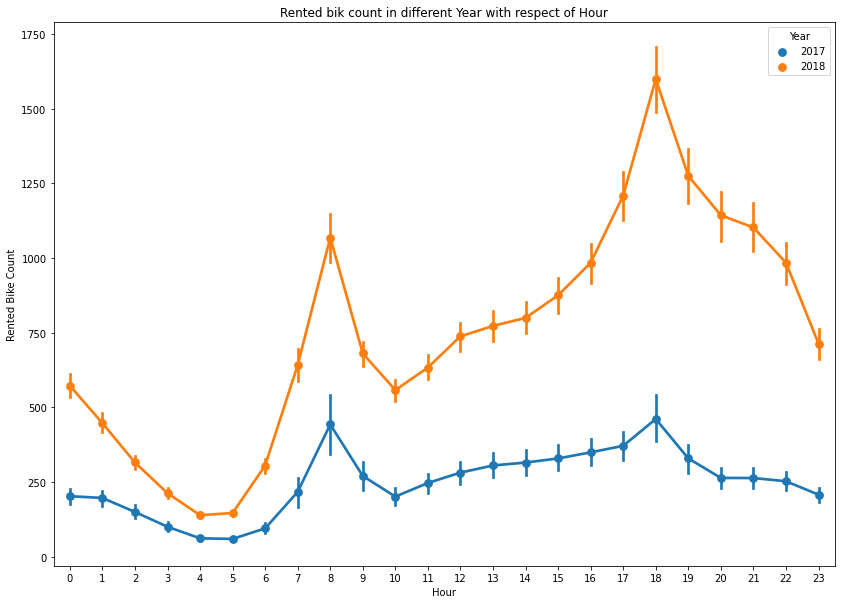 Rented bik count in different Year with respect of Hour
Year
2017
2018
Rented Bike Count
1750
1500
1250
1000
750
500
250
0
0 1 2 3 4 5 6 7 8 9 10 11 12 13 14 15 16 17 18 19 20 21 22 23
Hour